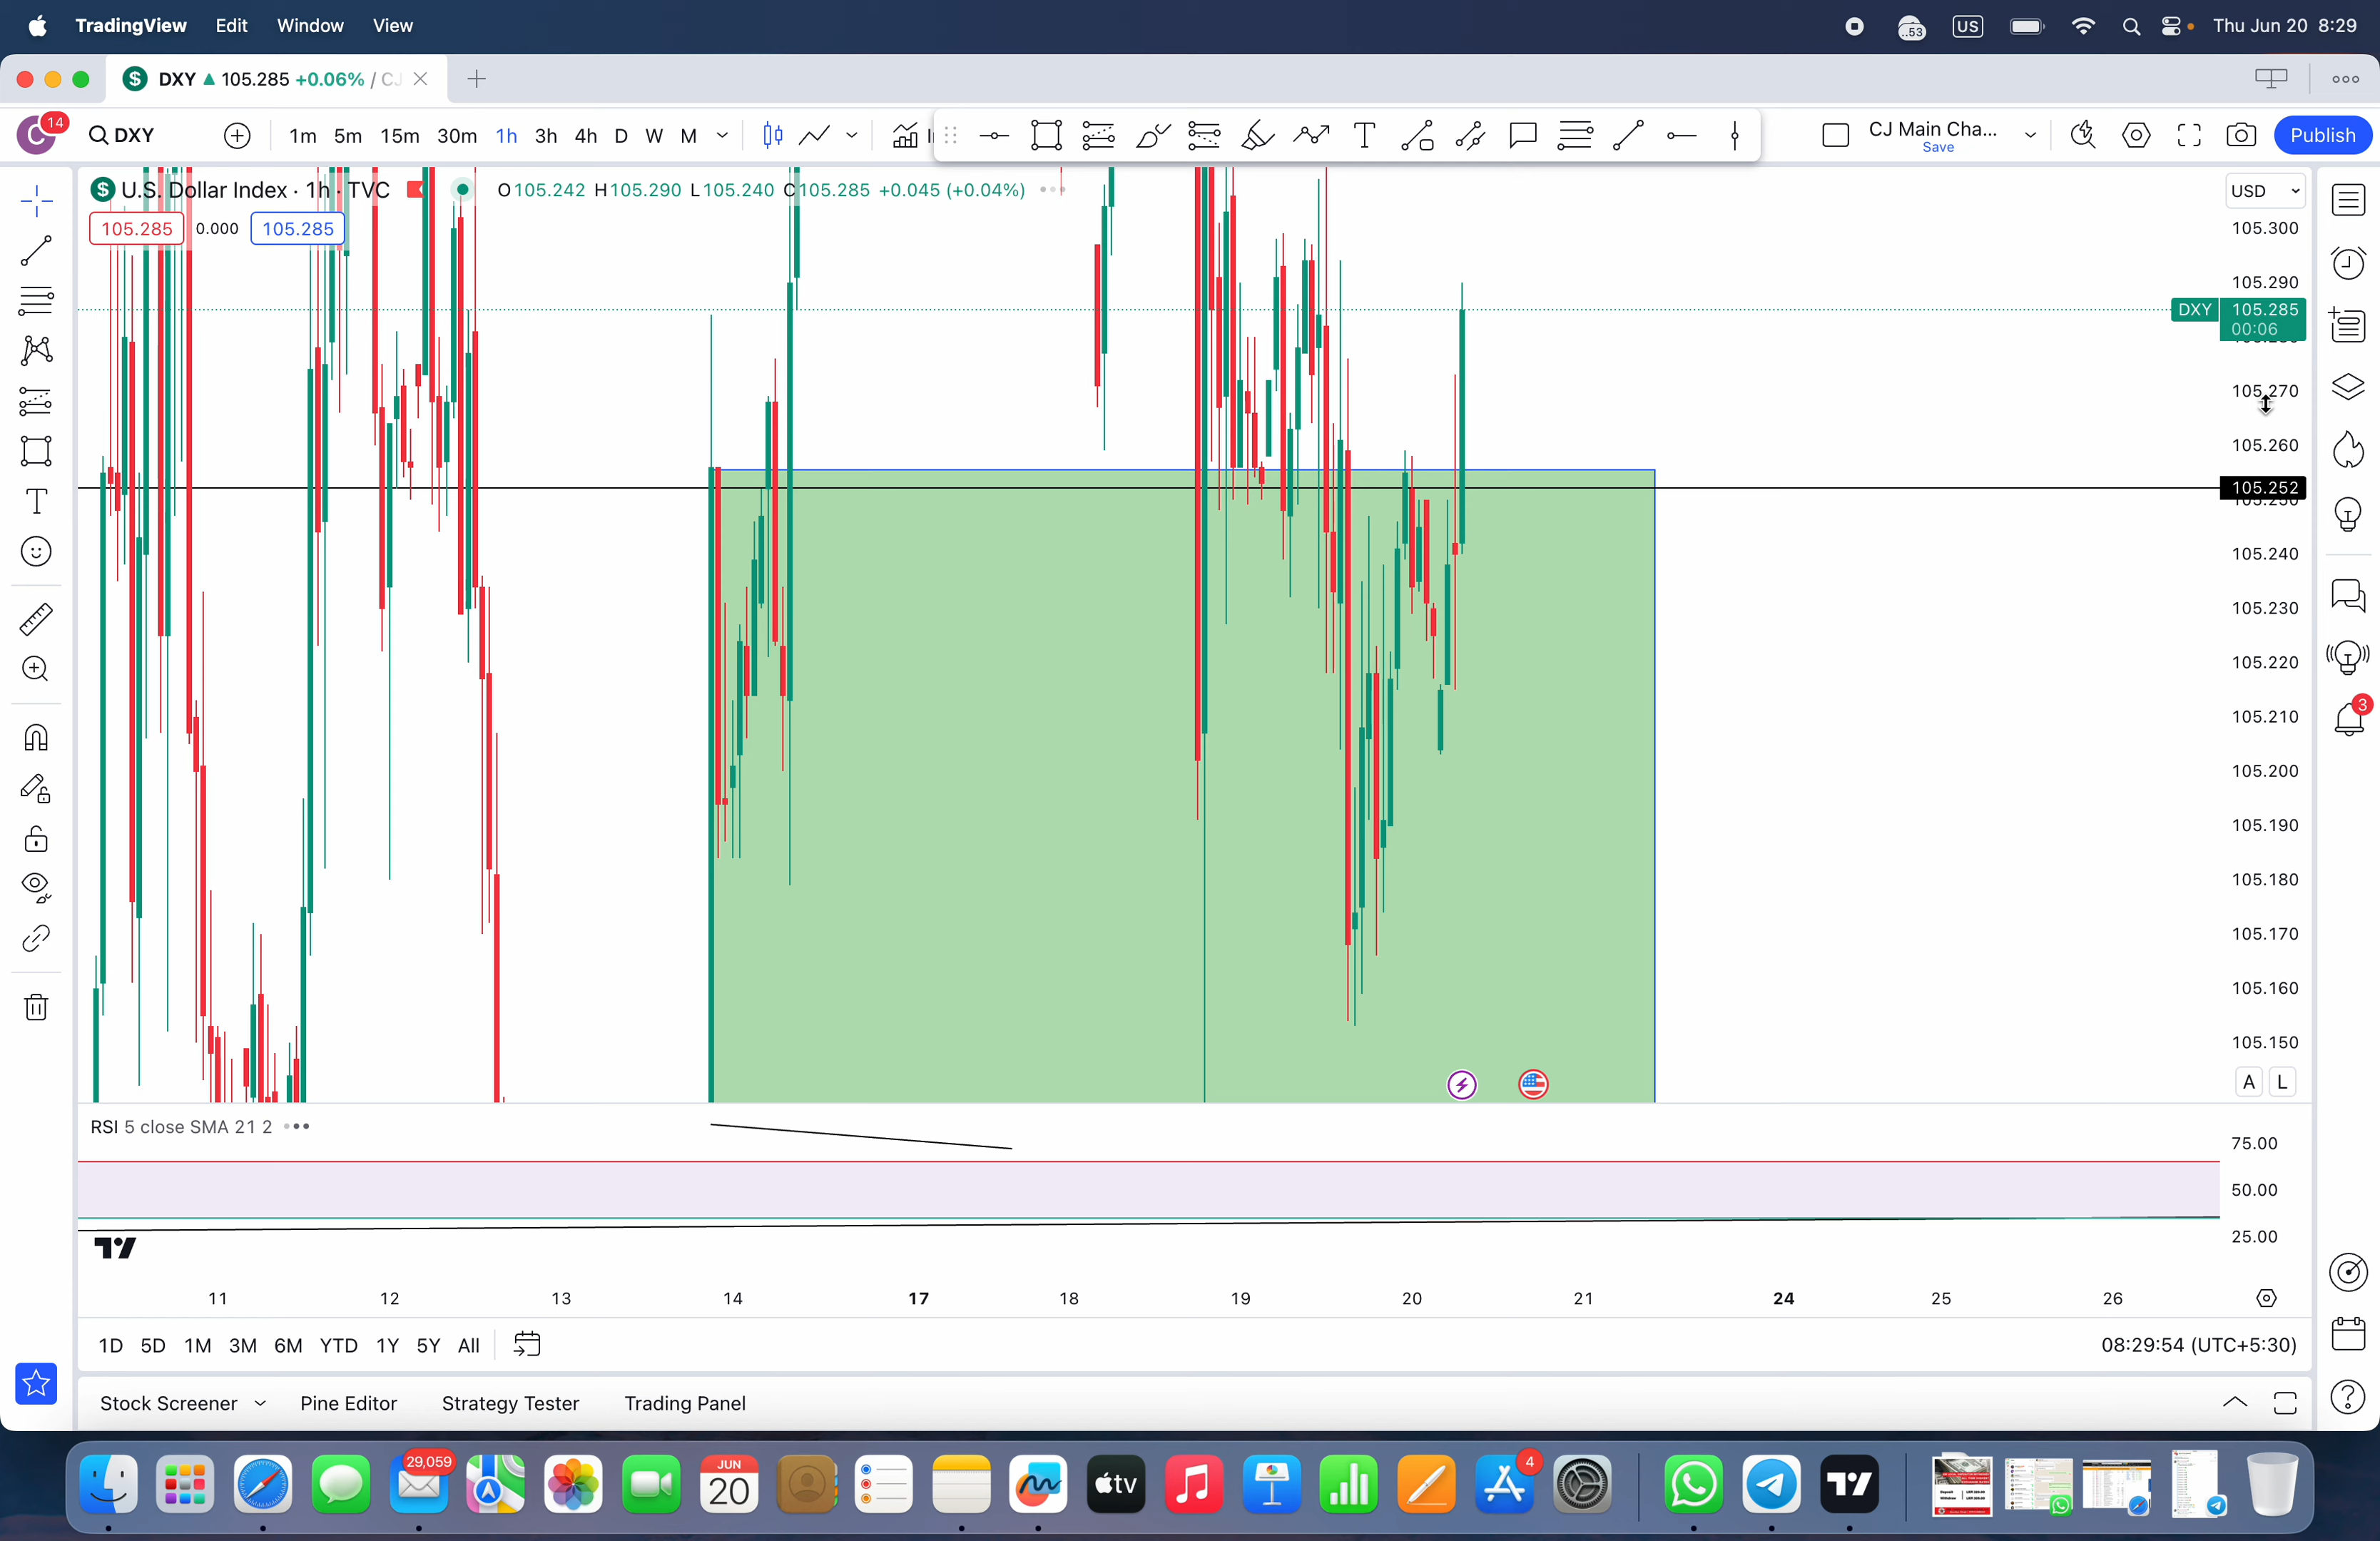 TradingView Edit Window View ..53 US Thu Jun 20 8:29
DXY 105.285 +0.06% / CJ
C 14 DXY 1m 5m 15m 30m 1h 3h 4h D W M CJ Main Cha... Save Publish
U.S. Dollar Index · 1h · TVC O105.242 H105.290 L105.240 C105.285 +0.045 (+0.04%)
105.285 0.000 105.285
USD
105.300
105.290
DXY 105.285
00:06
105.270
105.260
105.252
105.240
105.230
105.220
105.210
105.200
105.190
105.180
105.170
105.160
105.150
A L
3
RSI 5 close SMA 21 2
75.00
50.00
25.00
11 12 13 14 17 18 19 20 21 24 25 26
1D 5D 1M 3M 6M YTD 1Y 5Y All 08:29:54 (UTC+5:30)
Stock Screener Pine Editor Strategy Tester Trading Panel
29,059 JUN 20 tv 4